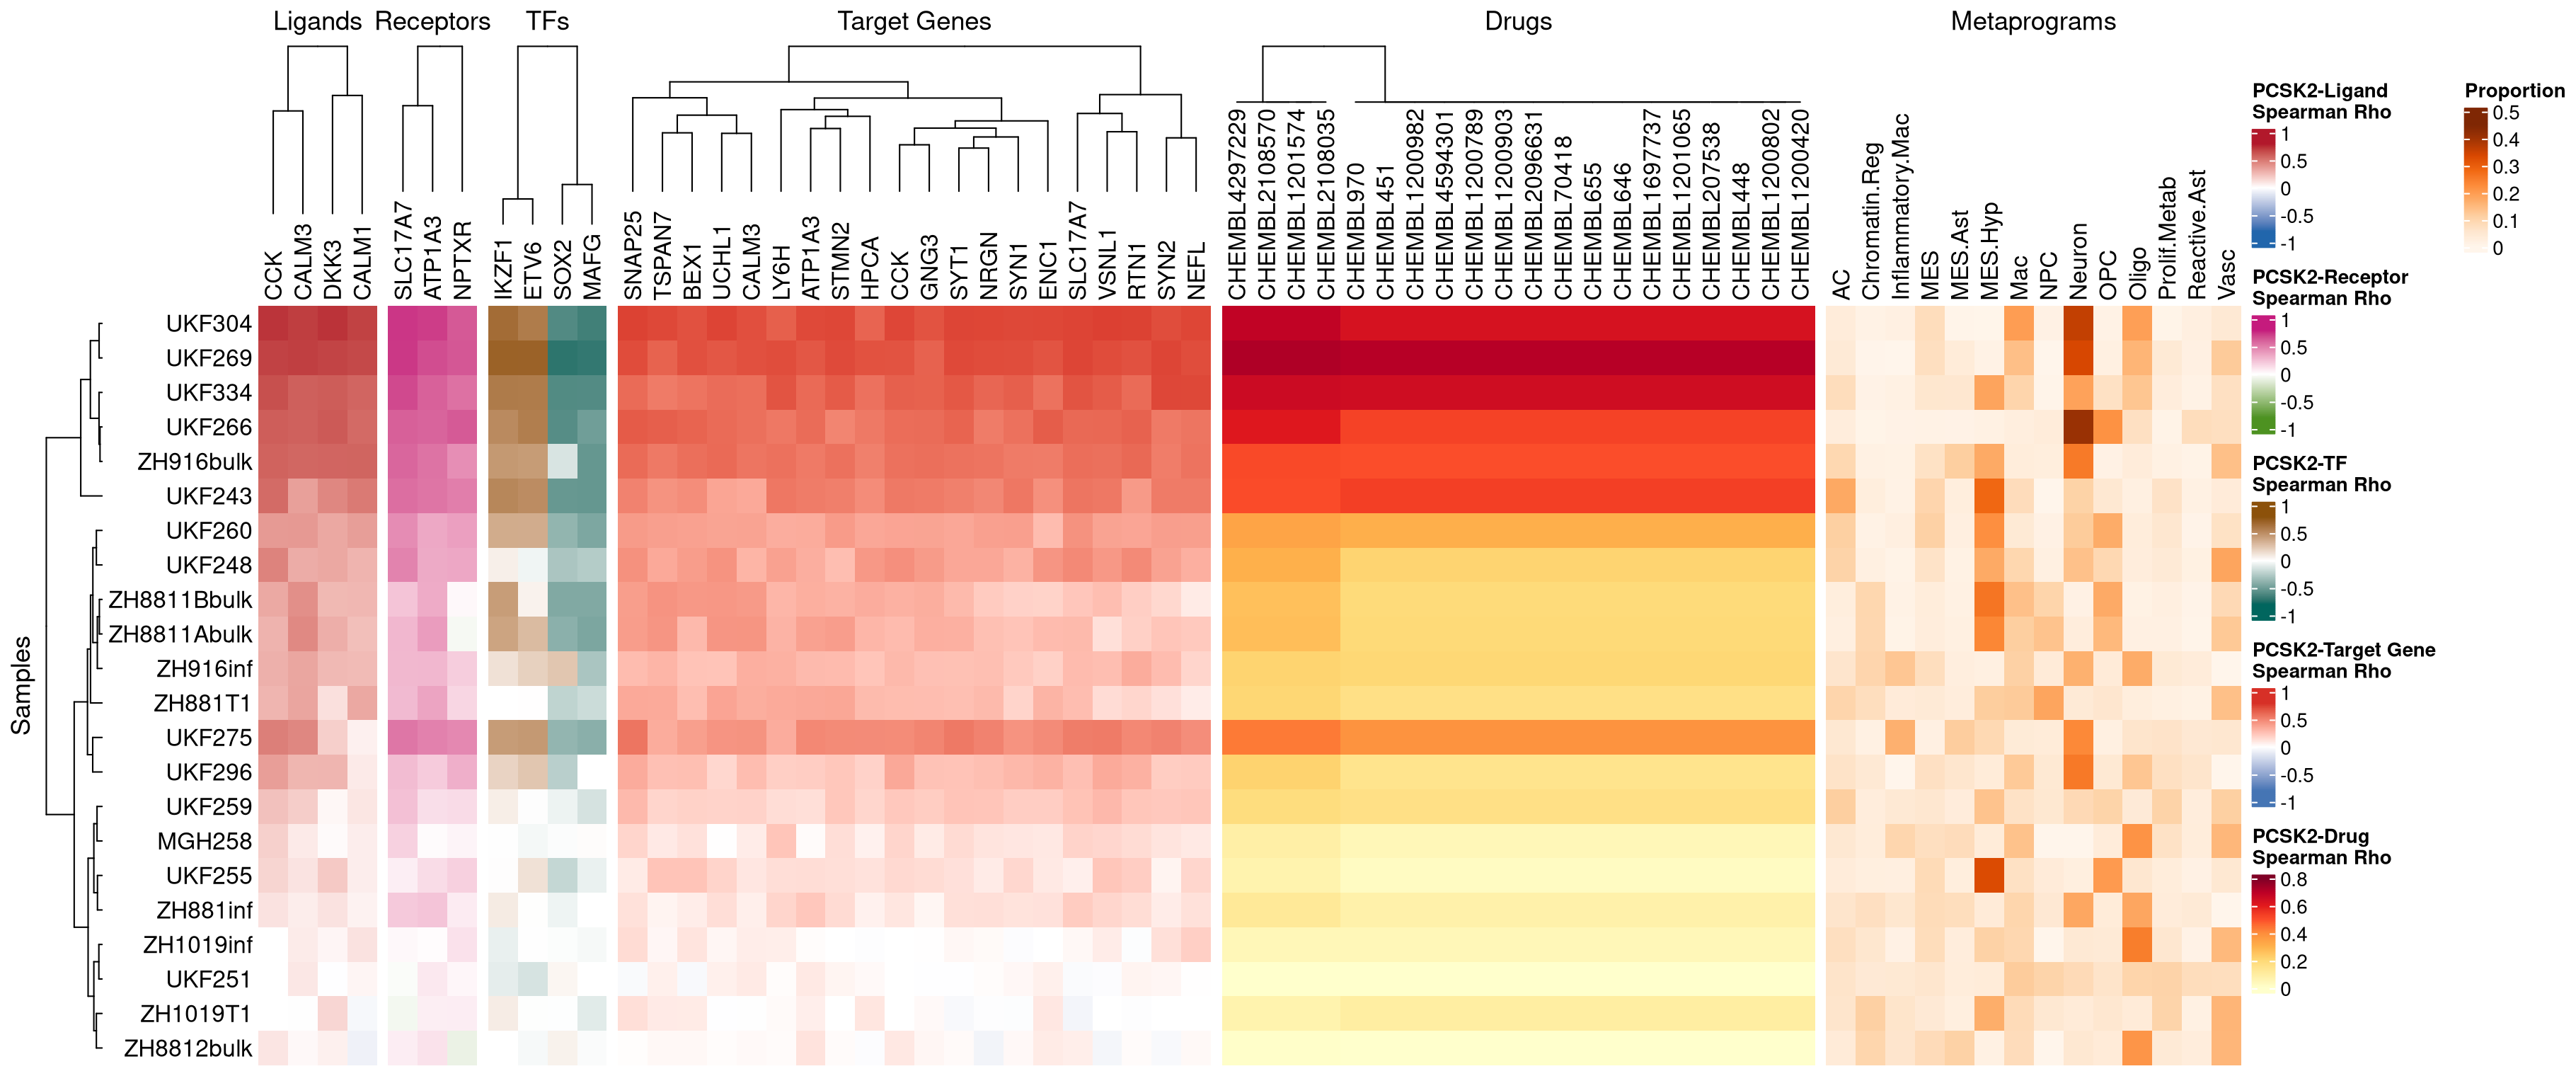 Ligands Receptors TFs Target Genes Drugs Metaprograms
CCK CALM3 DKK3 CALM1
SLC17A7 ATP1A3 NPTXR
IKZF1 ETV6 SOX2 MAFG
SNAP25 TSPAN7 BEX1 UCHL1 CALM3 LY6H ATP1A3 STMN2 HPCA CCK GNG3 SYT1 NRGN SYN1 ENC1 SLC17A7 VSNL1 RTN1 SYN2 NEFL
CHEMBL4297229 CHEMBL2108570 CHEMBL1201574 CHEMBL2108035 CHEMBL970 CHEMBL451 CHEMBL1200982 CHEMBL4594301 CHEMBL1200789 CHEMBL1200903 CHEMBL2096631 CHEMBL70418 CHEMBL655 CHEMBL646 CHEMBL1697737 CHEMBL1201065 CHEMBL207538 CHEMBL448 CHEMBL1200802 CHEMBL1200420
AC Chromatin.Reg Inflammatory.Mac MES MES.Ast MES.Hyp Mac NPC Neuron OPC Oligo Prolif.Metab Reactive.Ast Vasc
Samples
UKF304
UKF269
UKF334
UKF266
ZH916bulk
UKF243
UKF260
UKF248
ZH8811Bbulk
ZH8811Abulk
ZH916inf
ZH881T1
UKF275
UKF296
UKF259
MGH258
UKF255
ZH881inf
ZH1019inf
UKF251
ZH1019T1
ZH8812bulk
PCSK2-Ligand
Spearman Rho
1
0.5
0
-0.5
-1
PCSK2-Receptor
Spearman Rho
1
0.5
0
-0.5
-1
PCSK2-TF
Spearman Rho
1
0.5
0
-0.5
-1
PCSK2-Target Gene
Spearman Rho
1
0.5
0
-0.5
-1
PCSK2-Drug
Spearman Rho
0.8
0.6
0.4
0.2
0
Proportion
0.5
0.4
0.3
0.2
0.1
0